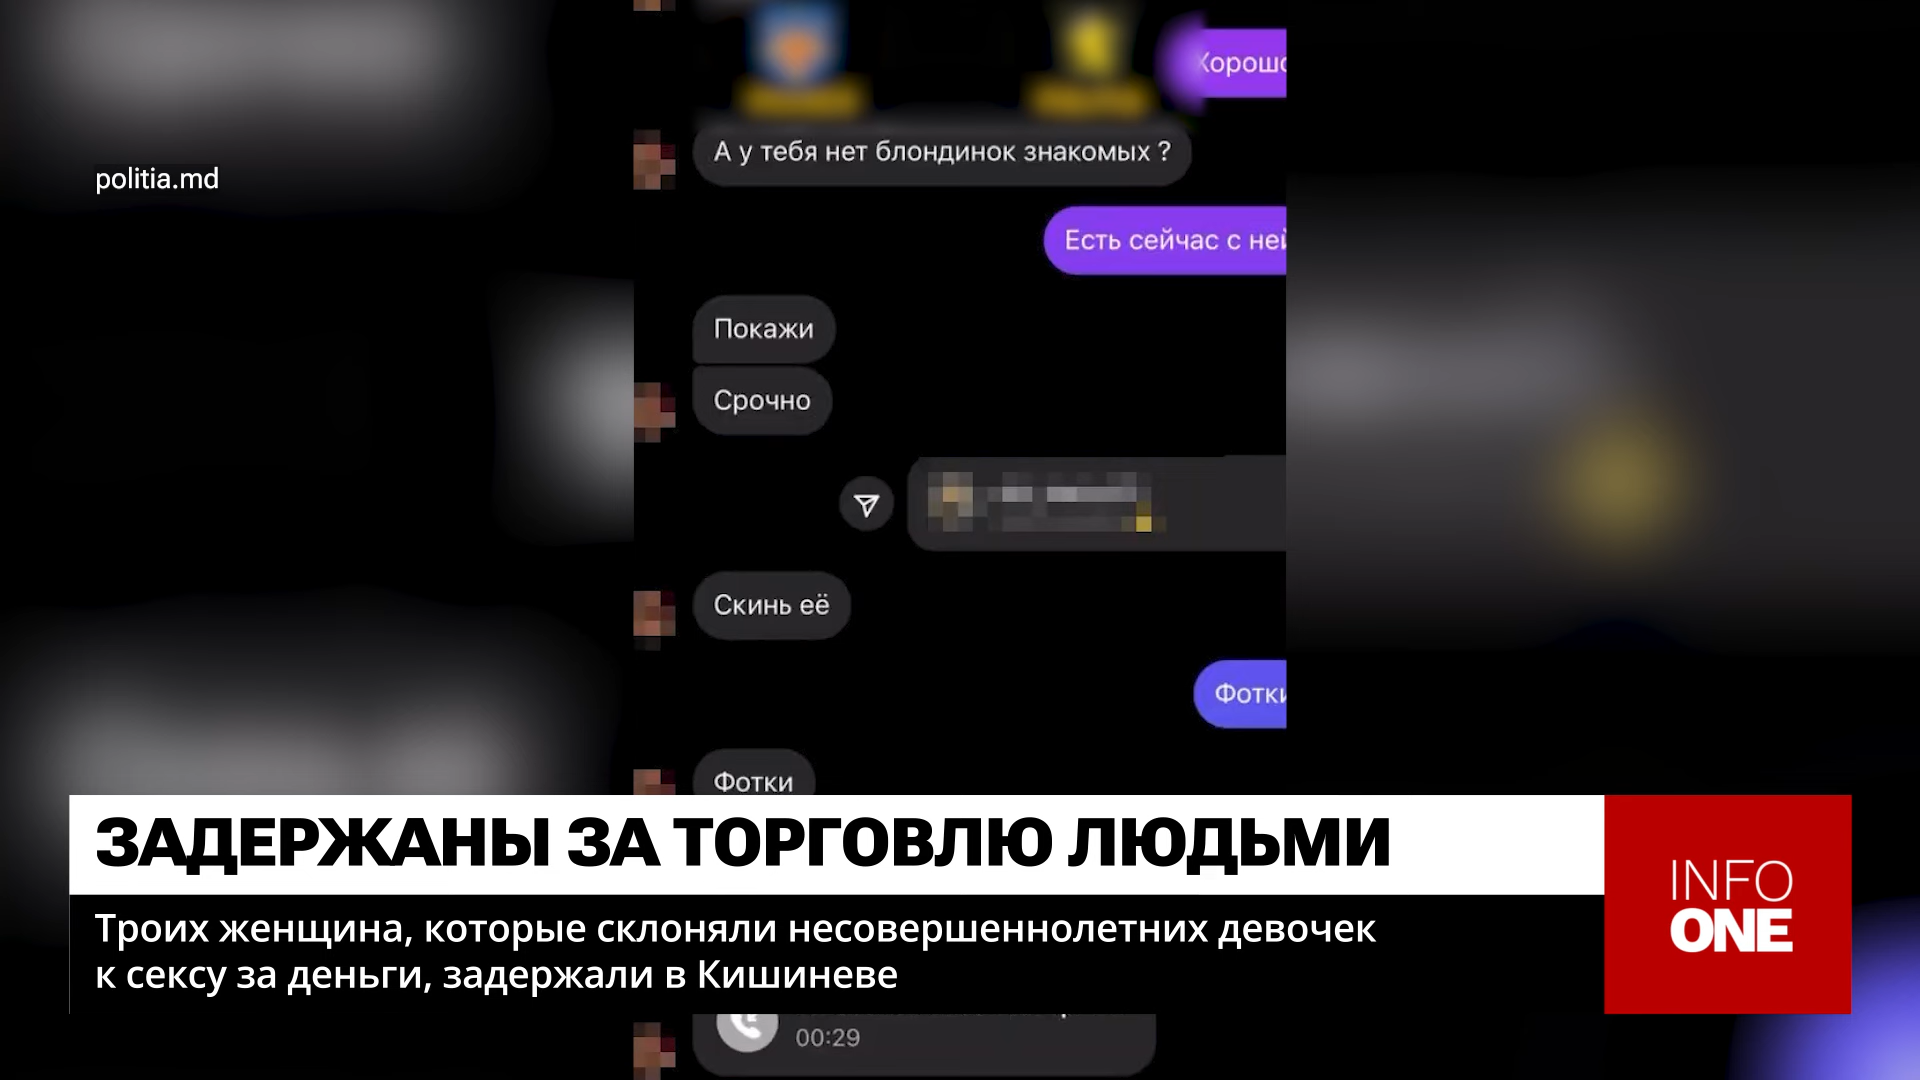 Хорошо
А у тебя нет блондинок знакомых ?
politia.md
Есть сейчас с ней
Покажи
Срочно
Скинь её
Фотки
Фотки
ЗАДЕРЖАНЫ ЗА ТОРГОВЛЮ ЛЮДЬМИ
Троих женщина, которые склоняли несовершеннолетних девочек
к сексу за деньги, задержали в Кишиневе
INFO
ONE
00:29